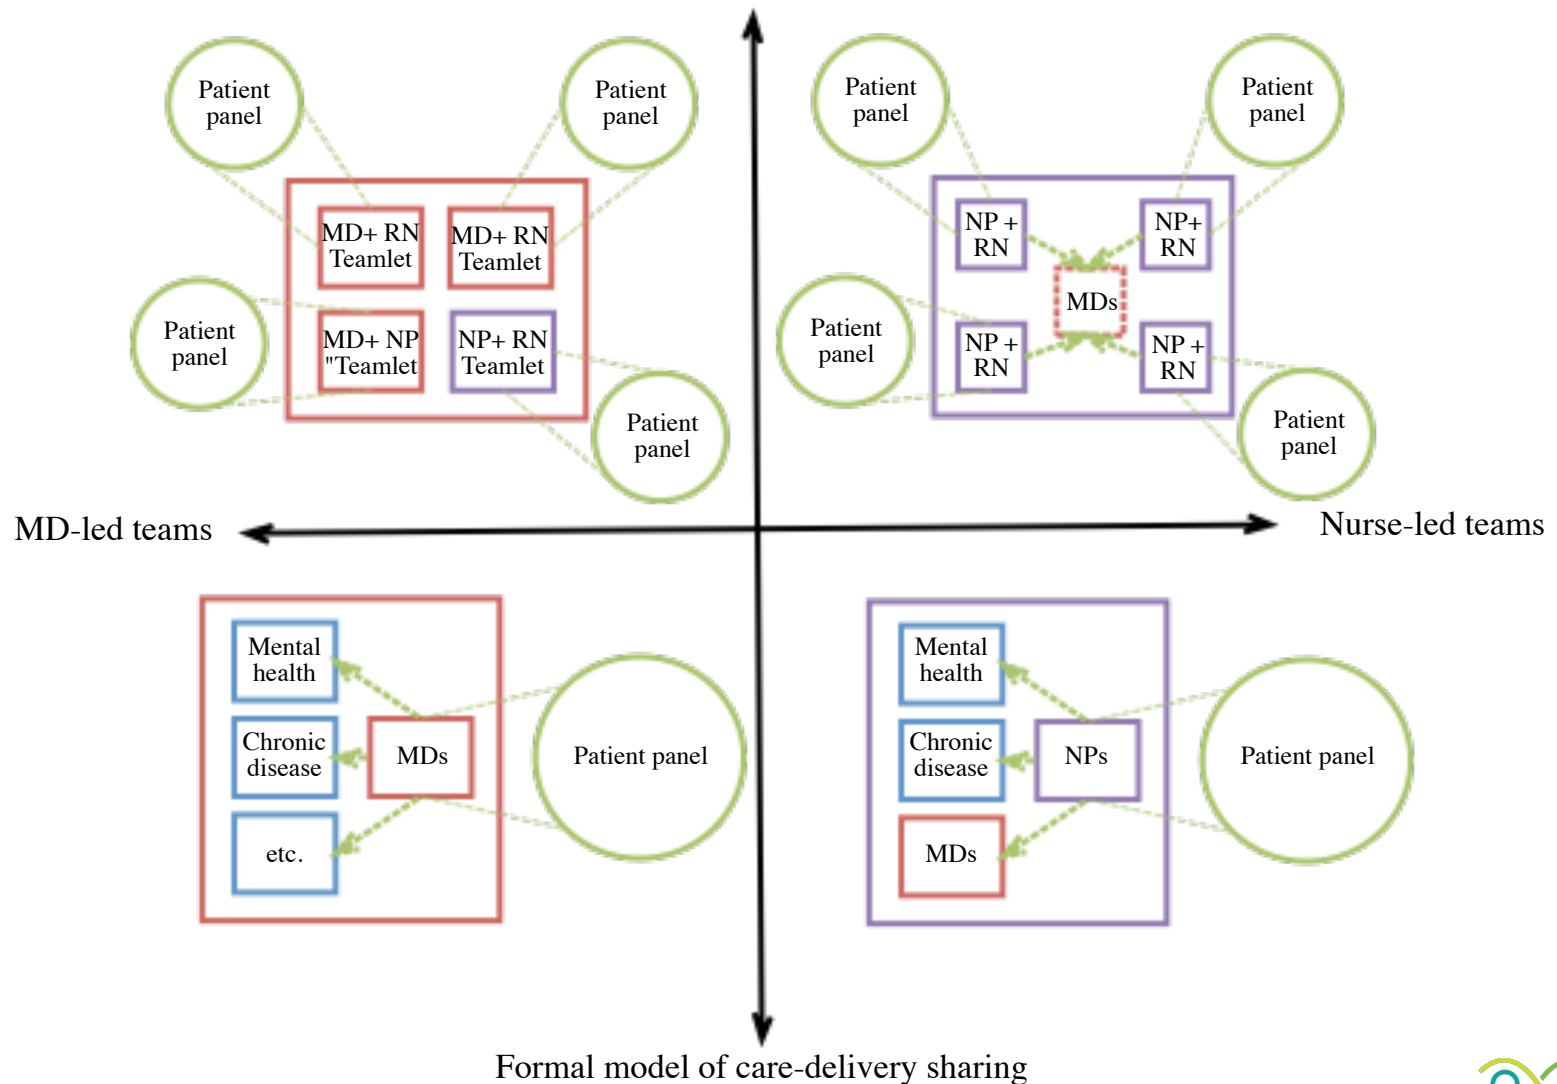 Patient
panel
Patient
panel
MD+ RN
Teamlet
MD+ RN
Teamlet
Patient
panel
MD+ NP
"Teamlet
NP+ RN
Teamlet
Patient
panel
Patient
panel
Patient
panel
NP +
RN
NP+
RN
MDs
Patient
panel
NP +
RN
NP +
RN
Patient
panel
MD-led teams
Nurse-led teams
Mental
health
Chronic
disease
MDs
Patient panel
etc.
Mental
health
Chronic
disease
NPs
Patient panel
MDs
Formal model of care-delivery sharing